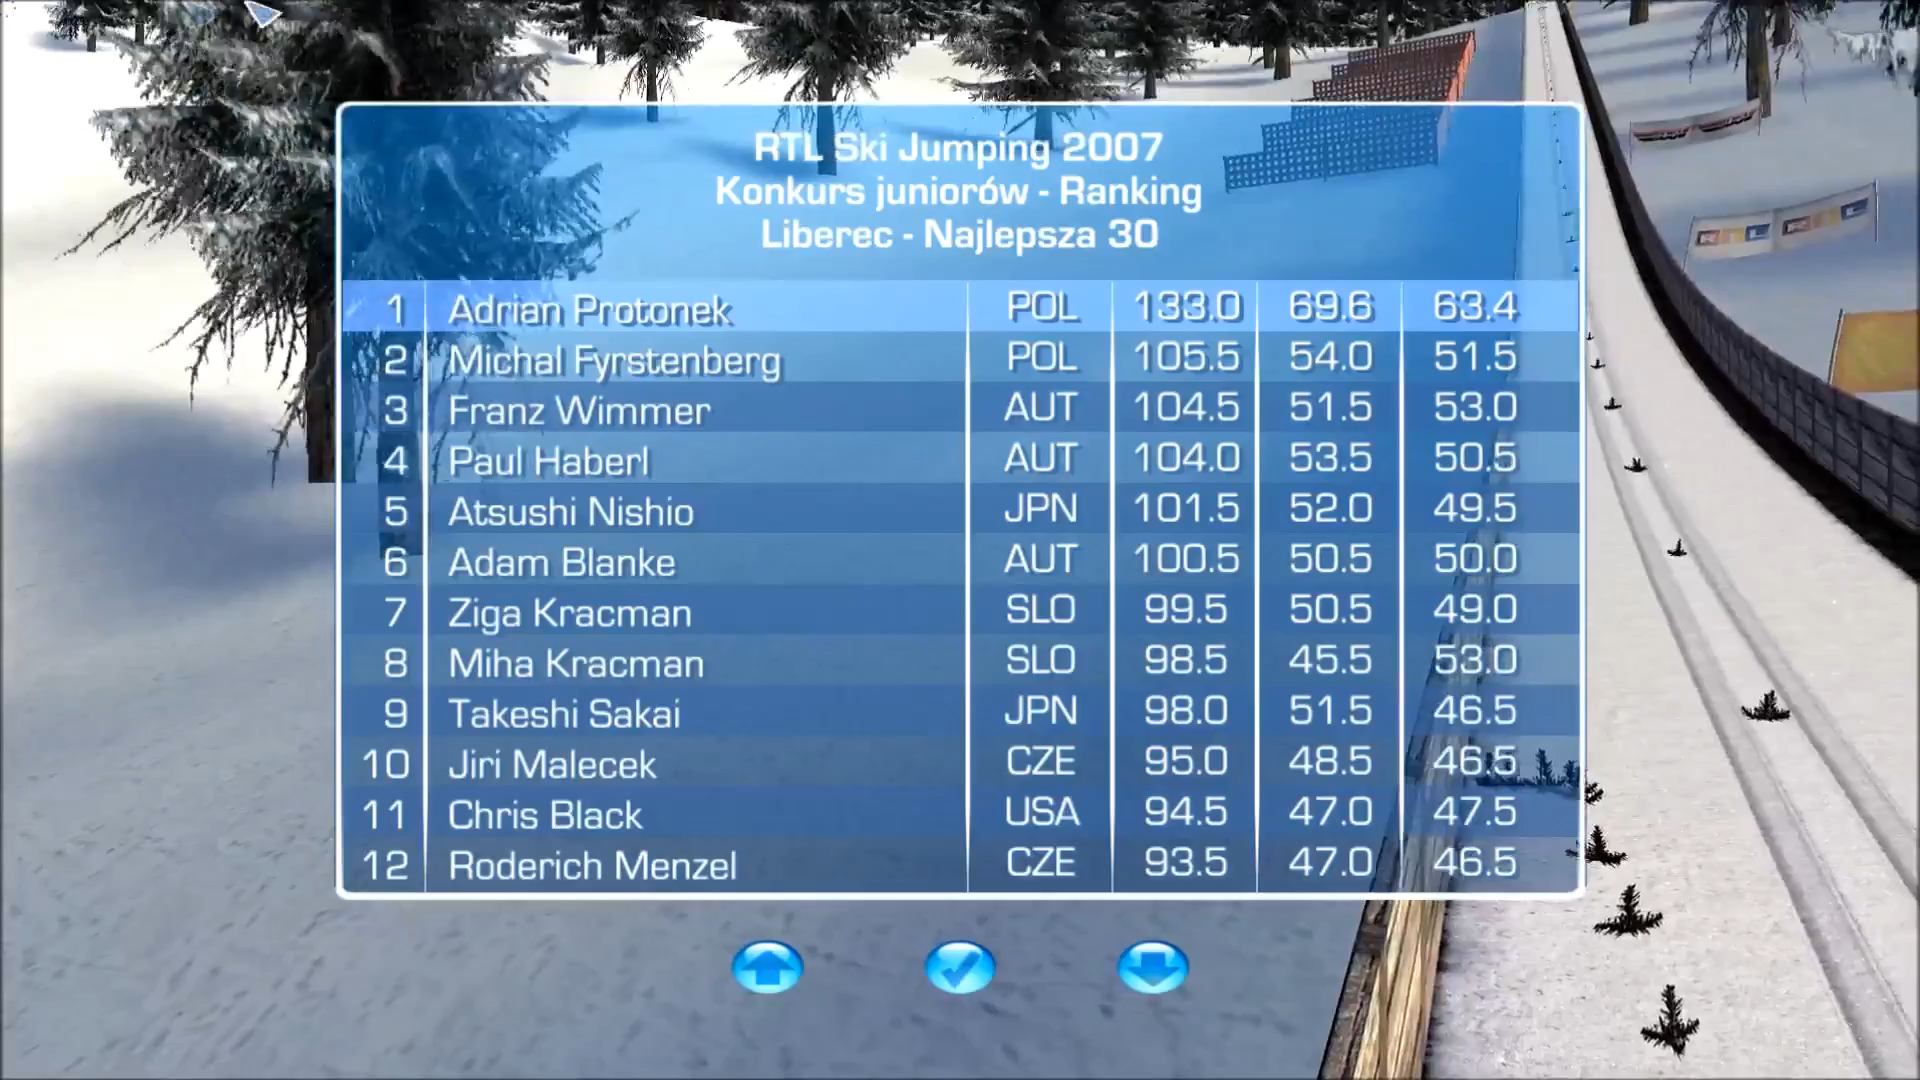 RTL Ski Jumping 2007
Konkurs juniorów - Ranking
Liberec - Najlepsza 30
1 Adrian Protonek POL 133.0 69.6 63.4
2 Michal Fyrstenberg POL 105.5 54.0 51.5
3 Franz Wimmer AUT 104.5 51.5 53.0
4 Paul Haberl AUT 104.0 53.5 50.5
5 Atsushi Nishio JPN 101.5 52.0 49.5
6 Adam Blanke AUT 100.5 50.5 50.0
7 Ziga Kracman SLO 99.5 50.5 49.0
8 Miha Kracman SLO 98.5 45.5 53.0
9 Takeshi Sakai JPN 98.0 51.5 46.5
10 Jiri Malecek CZE 95.0 48.5 46.5
11 Chris Black USA 94.5 47.0 47.5
12 Roderich Menzel CZE 93.5 47.0 46.5